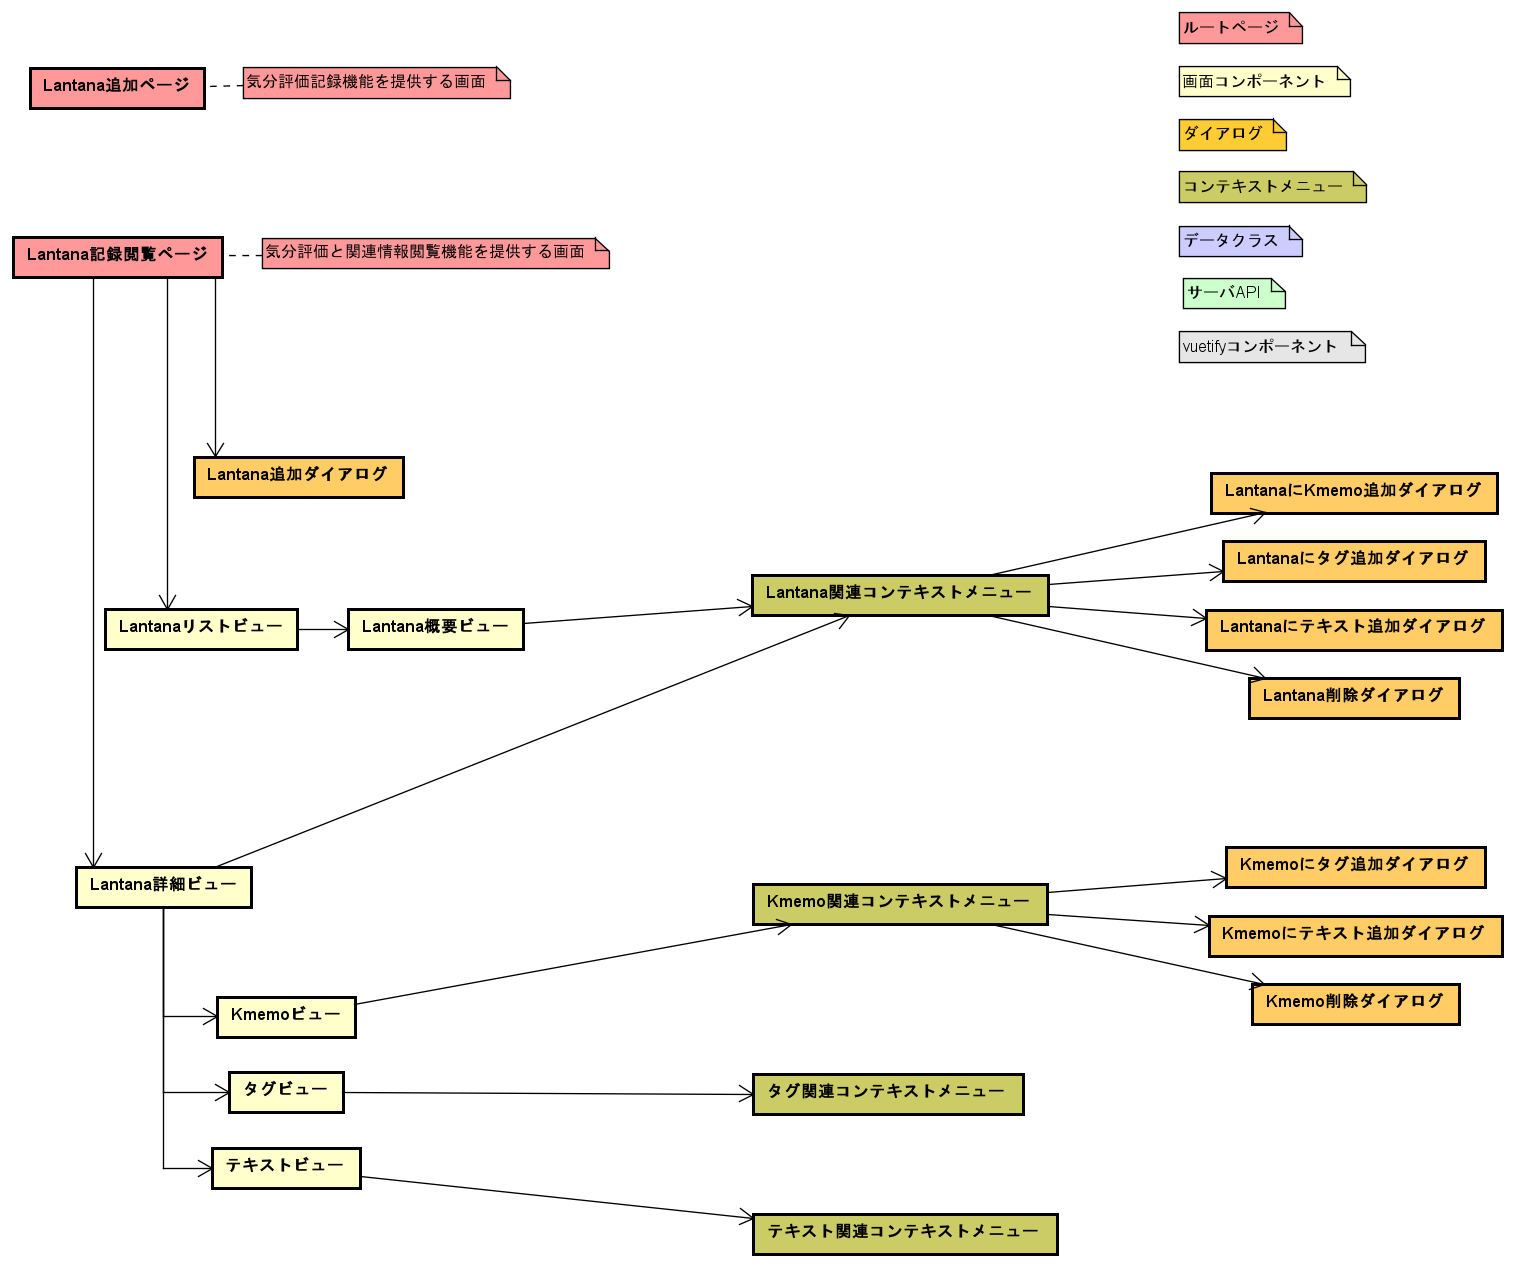 ルートページ
Lantana追加ページ
気分評価記録機能を提供する画面
画面コンポーネント
ダイアログ
コンテキストメニュー
データクラス
Lantana記録閲覧ページ
気分評価と関連情報閲覧機能を提供する画面
サーバAPI
vuetifyコンポーネント
Lantana追加ダイアログ
LantanaにKmemo追加ダイアログ
Lantanaにタグ追加ダイアログ
Lantana関連コンテキストメニュー
Lantanaリストビュー
Lantana概要ビュー
Lantanaにテキスト追加ダイアログ
Lantana削除ダイアログ
Kmemoにタグ追加ダイアログ
Lantana詳細ビュー
Kmemo関連コンテキストメニュー
Kmemoにテキスト追加ダイアログ
Kmemo削除ダイアログ
Kmemoビュー
タグビュー
タグ関連コンテキストメニュー
テキストビュー
テキスト関連コンテキストメニュー